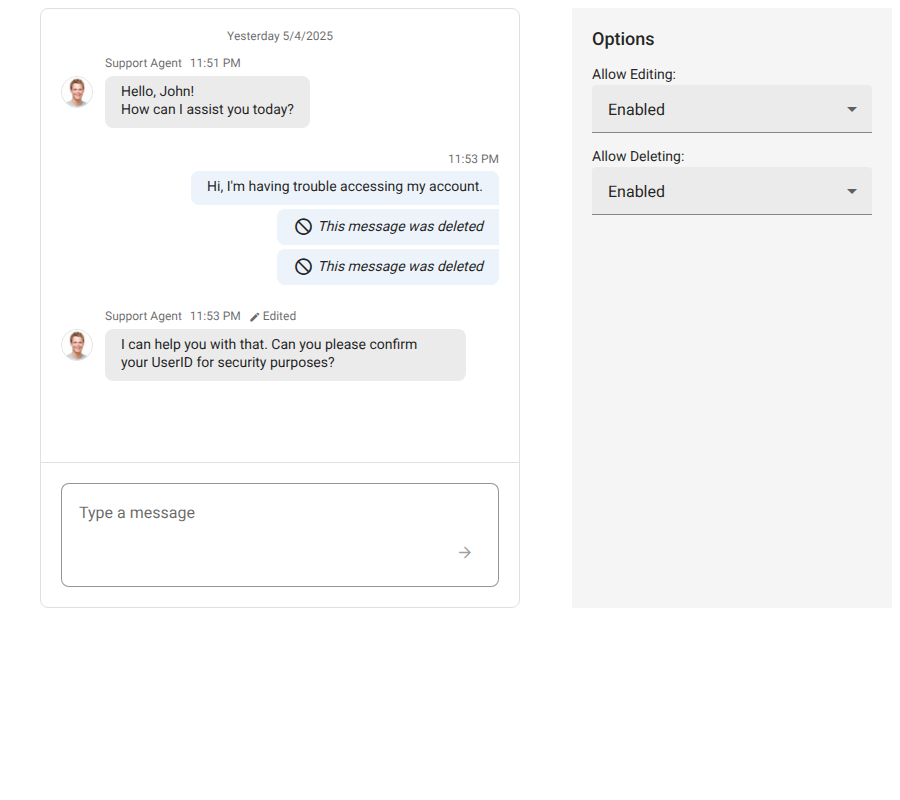 Yesterday 5/4/2025
Support Agent 11:51 PM
Hello, John!
How can I assist you today?
11:53 PM
Hi, I'm having trouble accessing my account.
This message was deleted
This message was deleted
Support Agent 11:53 PM Edited
I can help you with that. Can you please confirm
your UserID for security purposes?
Type a message
Options
Allow Editing:
Enabled
Allow Deleting:
Enabled